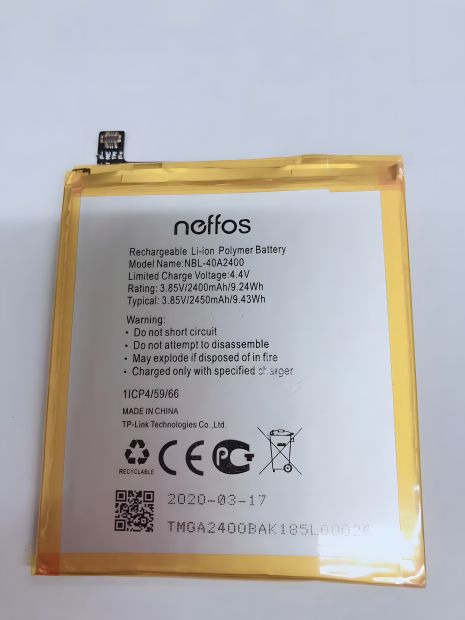 neffos
Rechargeable Li-ion Polymer Battery
Model Name:NBL-40A2400
Limited Charge Voltage:4.4V
Rating: 3.85V/2400mAh/9.24Wh
Typical: 3.85V/2450mAh/9.43Wh
Warning:
• Do not short circuit
• Do not attempt to disassemble
• May explode if disposed of in fire
• Charged only with specified charger
1ICP4/59/66
MADE IN CHINA
TP-Link Technologies Co.,Ltd.
RECYCLABLE
CE
PC
2020-03-17